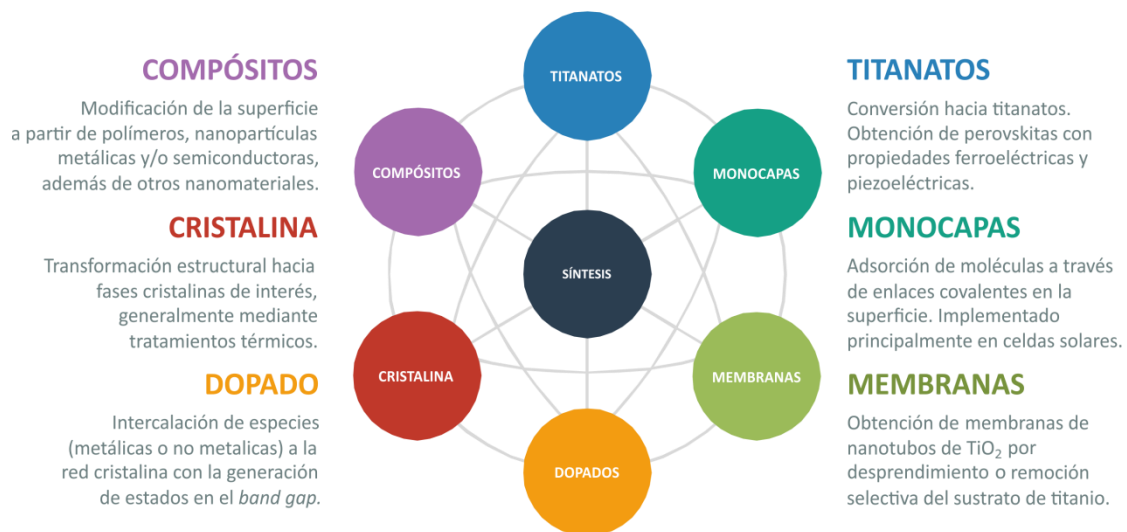 COMPÓSITOS
Modificación de la superficie
a partir de polímeros, nanopartículas
metálicas y/o semiconductoras,
además de otros nanomateriales.
CRISTALINA
Transformación estructural hacia
fases cristalinas de interés,
generalmente mediante
tratamientos térmicos.
DOPADO
Intercalación de especies
(metálicas o no metalicas) a la
red cristalina con la generación
de estados en el band gap.
TITANATOS
COMPÓSITOS
MONOCAPAS
SÍNTESIS
CRISTALINA
MEMBRANAS
DOPADOS
TITANATOS
Conversión hacia titanatos.
Obtención de perovskitas con
propiedades ferroeléctricas y
piezoeléctricas.
MONOCAPAS
Adsorción de moléculas a través
de enlaces covalentes en la
superficie. Implementado
principalmente en celdas solares.
MEMBRANAS
Obtención de membranas de
nanotubos de TiO₂ por
desprendimiento o remoción
selectiva del sustrato de titanio.